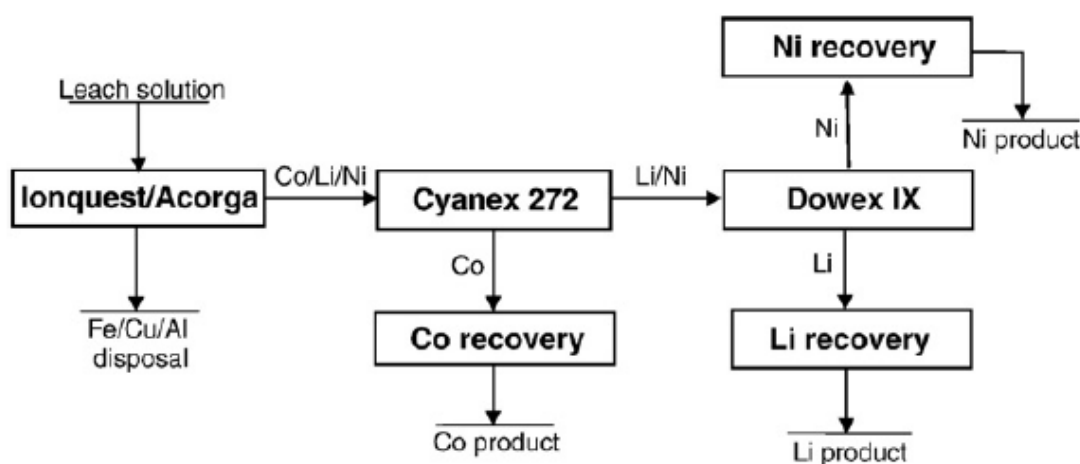 Ni recovery
Leach solution
Ni
Ni product
Ionquest/Acorga
Co/Li/Ni
Cyanex 272
Li/Ni
Dowex IX
Co
Li
Fe/Cu/Al
disposal
Co recovery
Li recovery
Co product
Li product